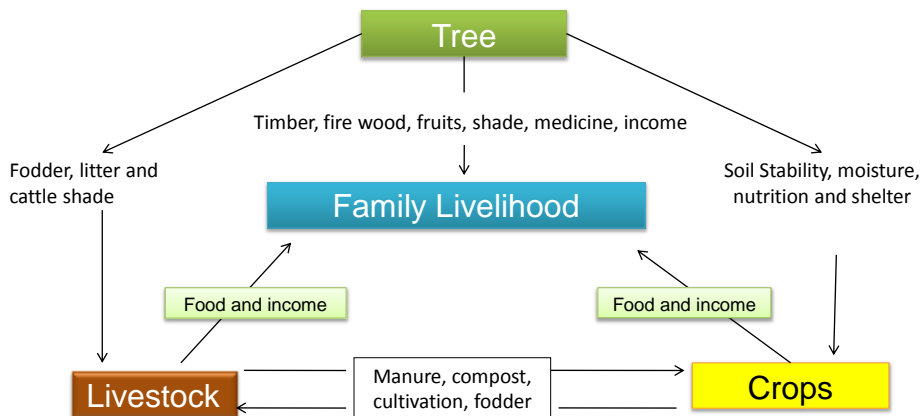 Tree
Timber, fire wood, fruits, shade, medicine, income
Fodder, litter and
cattle shade
Soil Stability, moisture,
nutrition and shelter
Family Livelihood
Food and income
Food and income
Livestock
Manure, compost,
cultivation, fodder
Crops